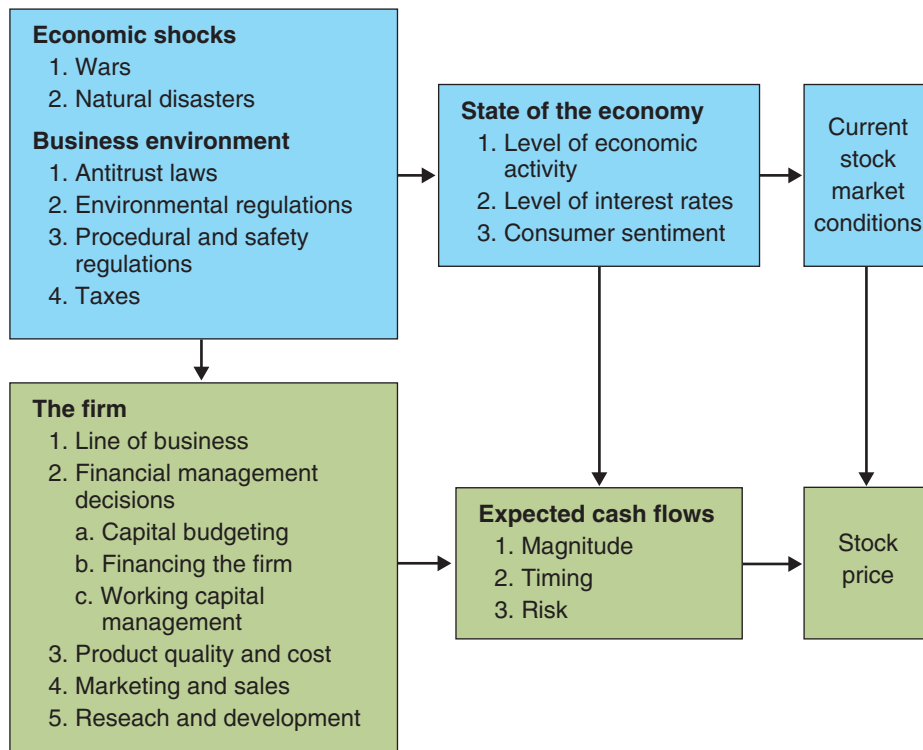 Economic shocks
1. Wars
2. Natural disasters
Business environment
1. Antitrust laws
2. Environmental regulations
3. Procedural and safety
regulations
4. Taxes
State of the economy
1. Level of economic
activity
2. Level of interest rates
3. Consumer sentiment
Current
stock
market
conditions
The firm
1. Line of business
2. Financial management
decisions
a. Capital budgeting
b. Financing the firm
c. Working capital
management
3. Product quality and cost
4. Marketing and sales
5. Reseach and development
Expected cash flows
1. Magnitude
2. Timing
3. Risk
Stock
price